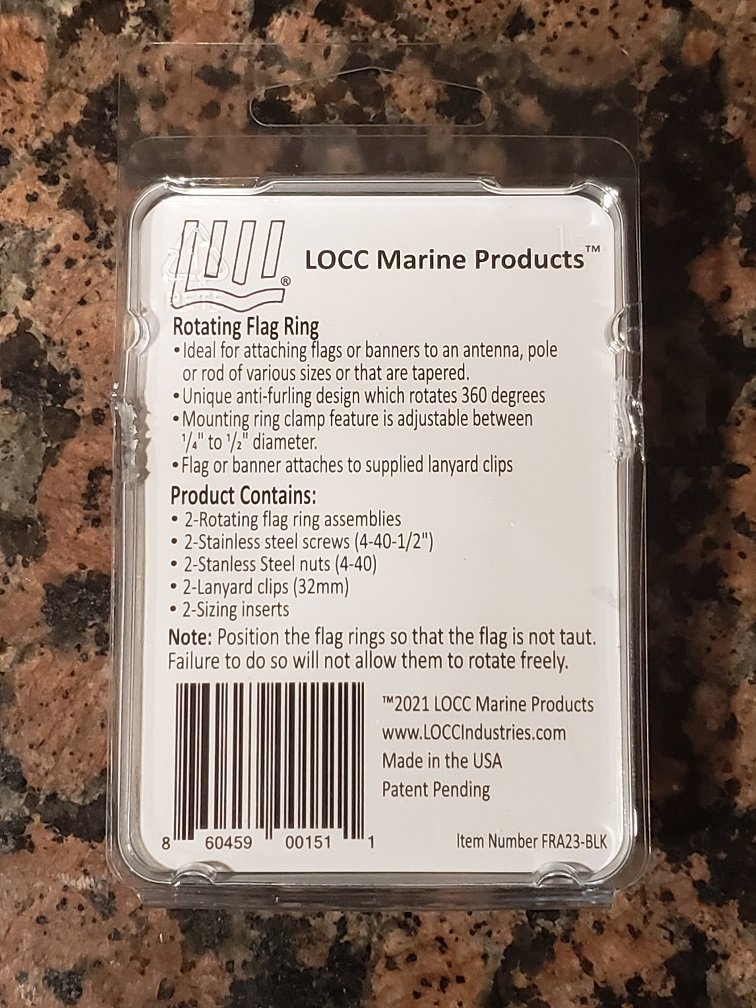 LOCC Marine Products™
®
Rotating Flag Ring
• Ideal for attaching flags or banners to an antenna, pole
or rod of various sizes or that are tapered.
• Unique anti-furling design which rotates 360 degrees
• Mounting ring clamp feature is adjustable between
1/4" to 1/2" diameter.
• Flag or banner attaches to supplied lanyard clips
Product Contains:
• 2-Rotating flag ring assemblies
• 2-Stainless steel screws (4-40-1/2")
• 2-Stanless Steel nuts (4-40)
• 2-Lanyard clips (32mm)
• 2-Sizing inserts
Note: Position the flag rings so that the flag is not taut.
Failure to do so will not allow them to rotate freely.
™2021 LOCC Marine Products
www.LOCCIndustries.com
Made in the USA
Patent Pending
8 60459 00151 1
Item Number FRA23-BLK